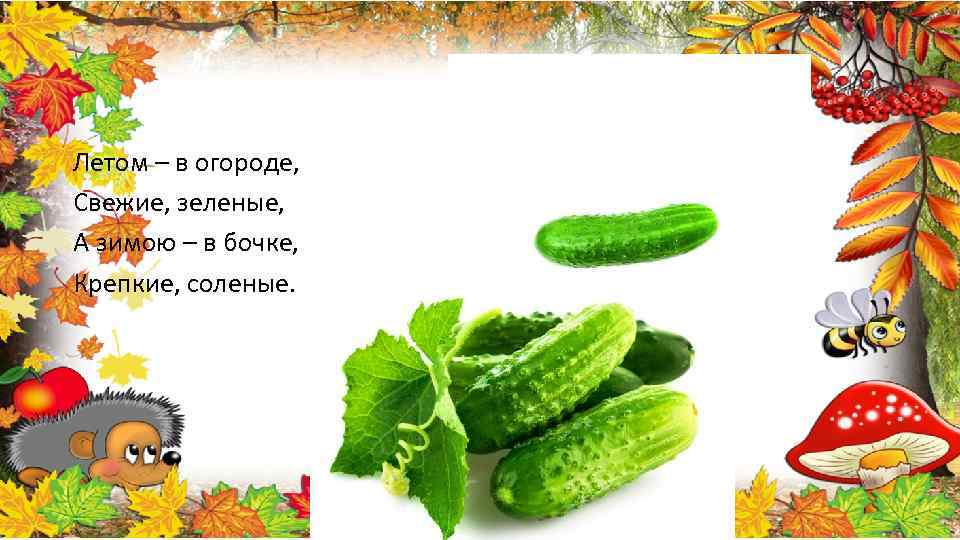 Летом – в огороде,
Свежие, зеленые,
А зимою – в бочке,
Крепкие, соленые.